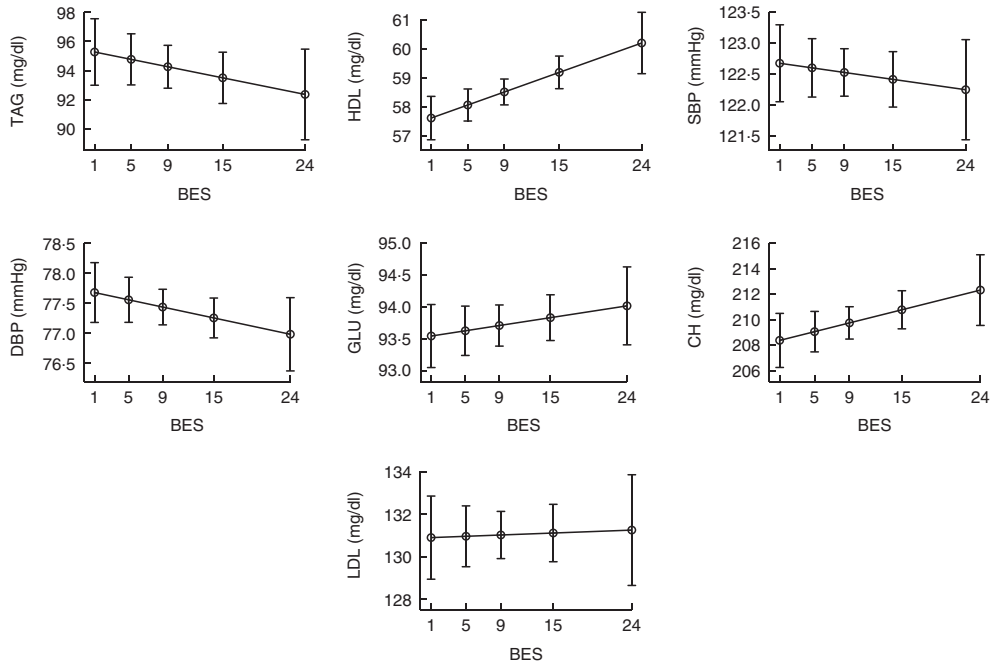 TAG (mg/dl)
98
96
94
92
90
1 5 9 15 24
BES
HDL (mg/dl)
61
60
59
58
57
1 5 9 15 24
BES
SBP (mmHg)
123·5
123.0
122.5
122.0
121·5
1 5 9 15 24
BES
DBP (mmHg)
78·5
78.0
77.5
77.0
76·5
1 5 9 15 24
BES
GLU (mg/dl)
95.0
94·5
94.0
93·5
93.0
1 5 9 15 24
BES
CH (mg/dl)
216
214
212
210
208
206
1 5 9 15 24
BES
LDL (mg/dl)
134
132
130
128
1 5 9 15 24
BES